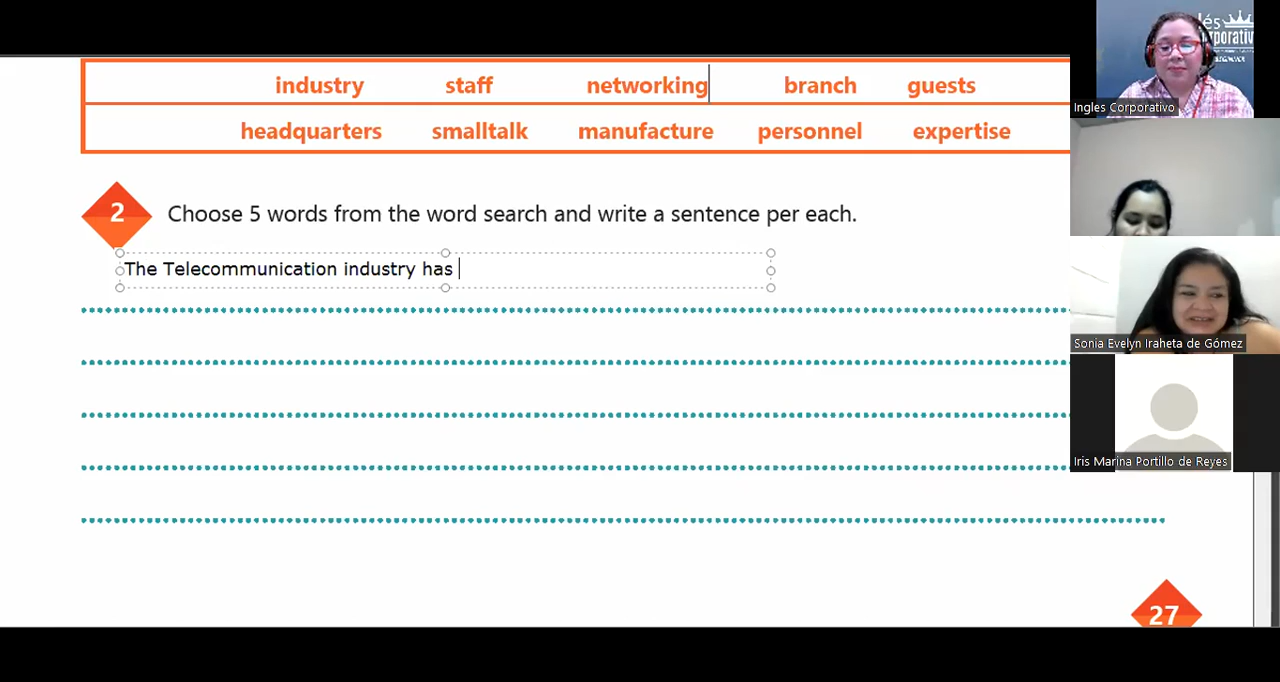 industry staff networking branch guests
headquarters smalltalk manufacture personnel expertise
2 Choose 5 words from the word search and write a sentence per each.
The Telecommunication industry has
27
Ingles Corporativo
Sonia Evelyn Iraheta de Gómez
Iris Marina Portillo de Reyes